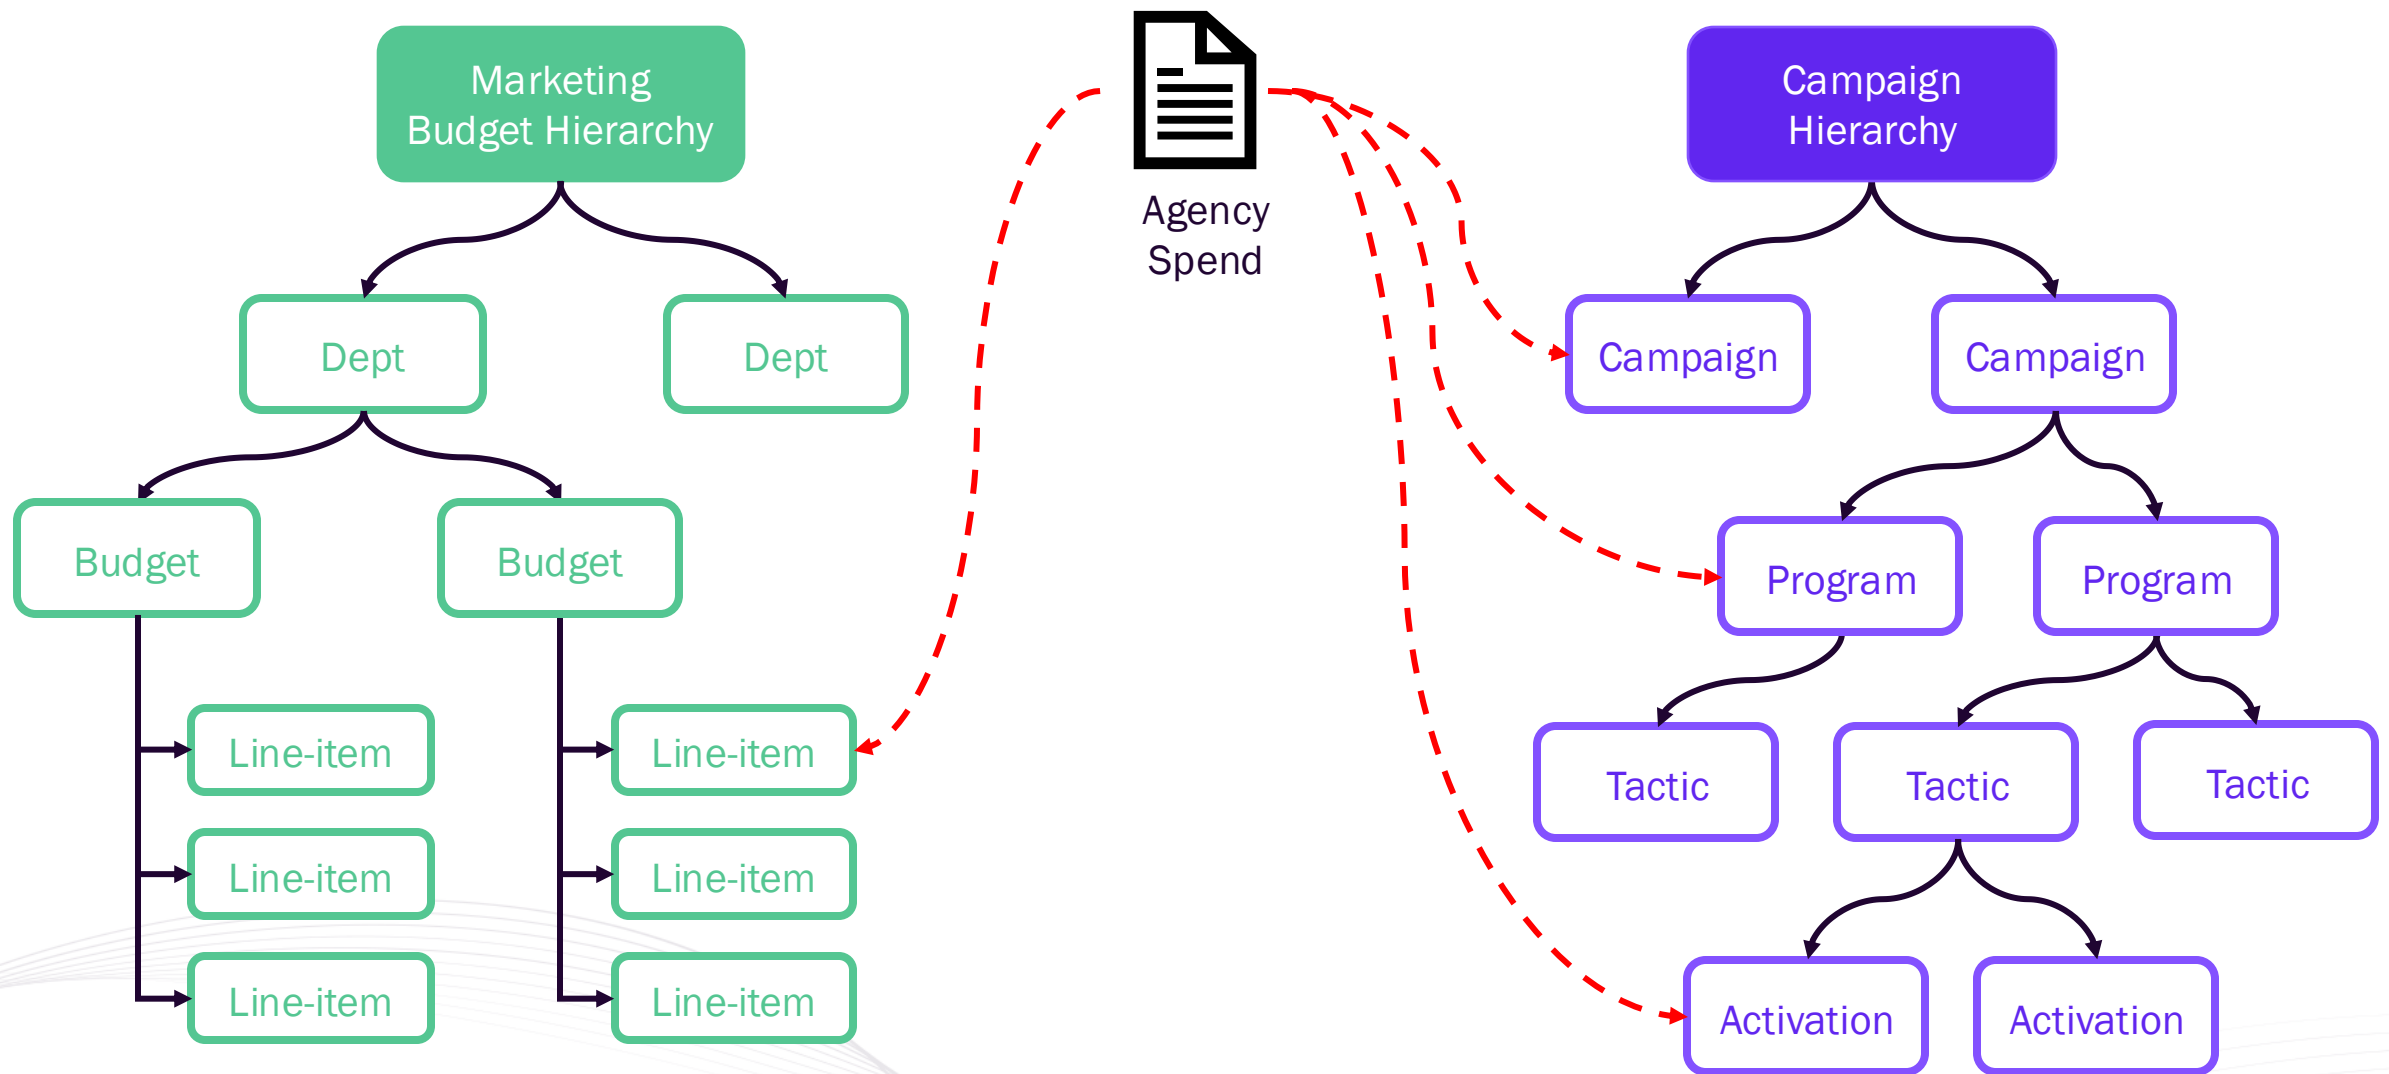 Marketing
Budget Hierarchy
Agency
Spend
Campaign
Hierarchy
Dept
Dept
Campaign
Campaign
Budget
Budget
Program
Program
Line-item
Line-item
Tactic
Tactic
Tactic
Line-item
Line-item
Line-item
Line-item
Activation
Activation